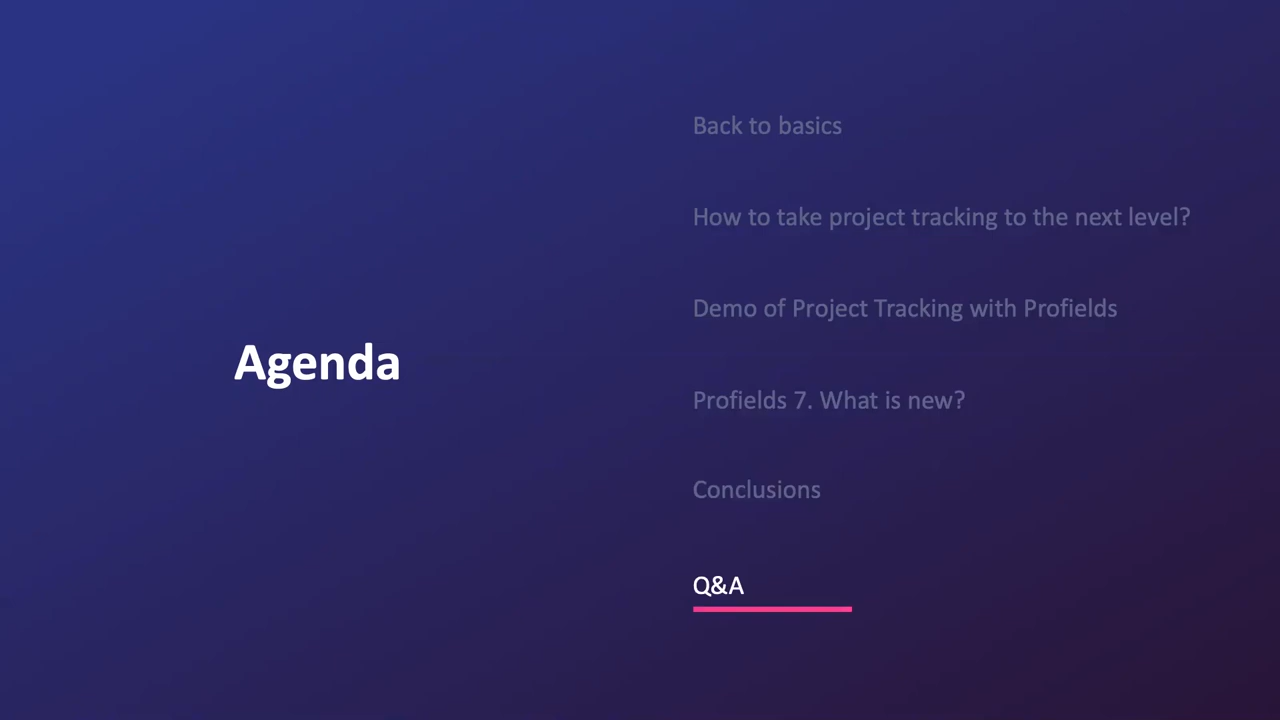 Agenda
Back to basics
How to take project tracking to the next level?
Demo of Project Tracking with Profields
Profields 7. What is new?
Conclusions
Q&A